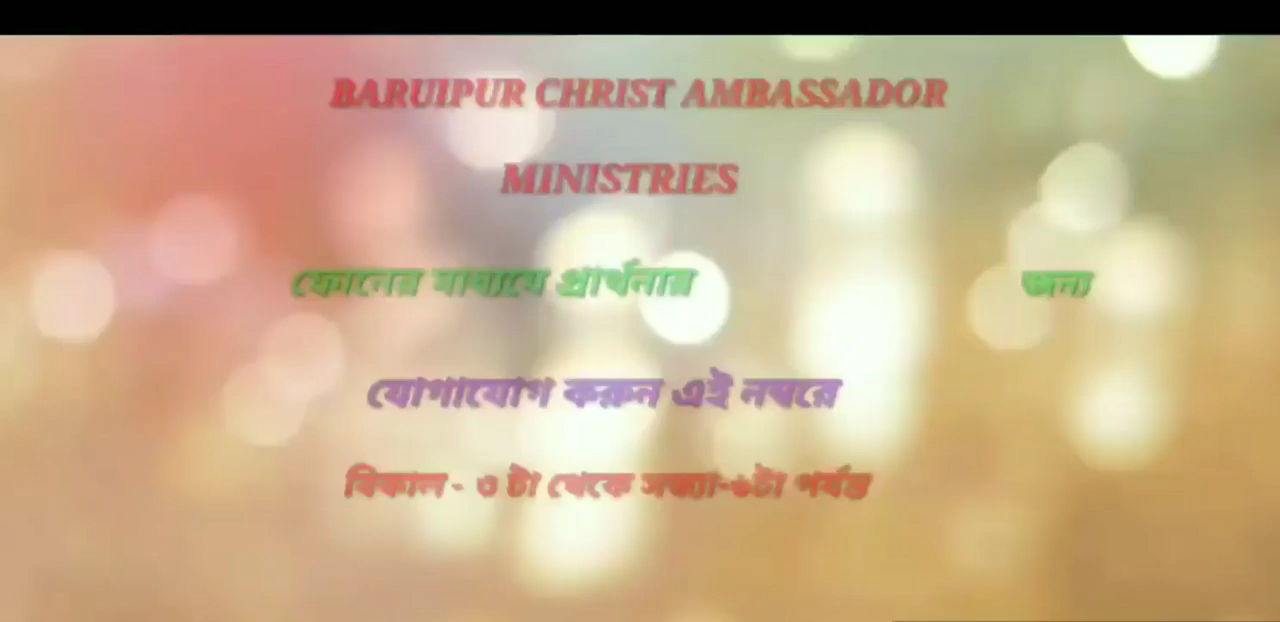 BARUIPUR CHRIST AMBASSADOR
MINISTRIES
ফোনের মাধ্যমে প্রার্থনার জন্য
যোগাযোগ করুন এই নম্বরে
বিকাল - ৩ টা থেকে সন্ধ্যা-৬টা পর্যন্ত